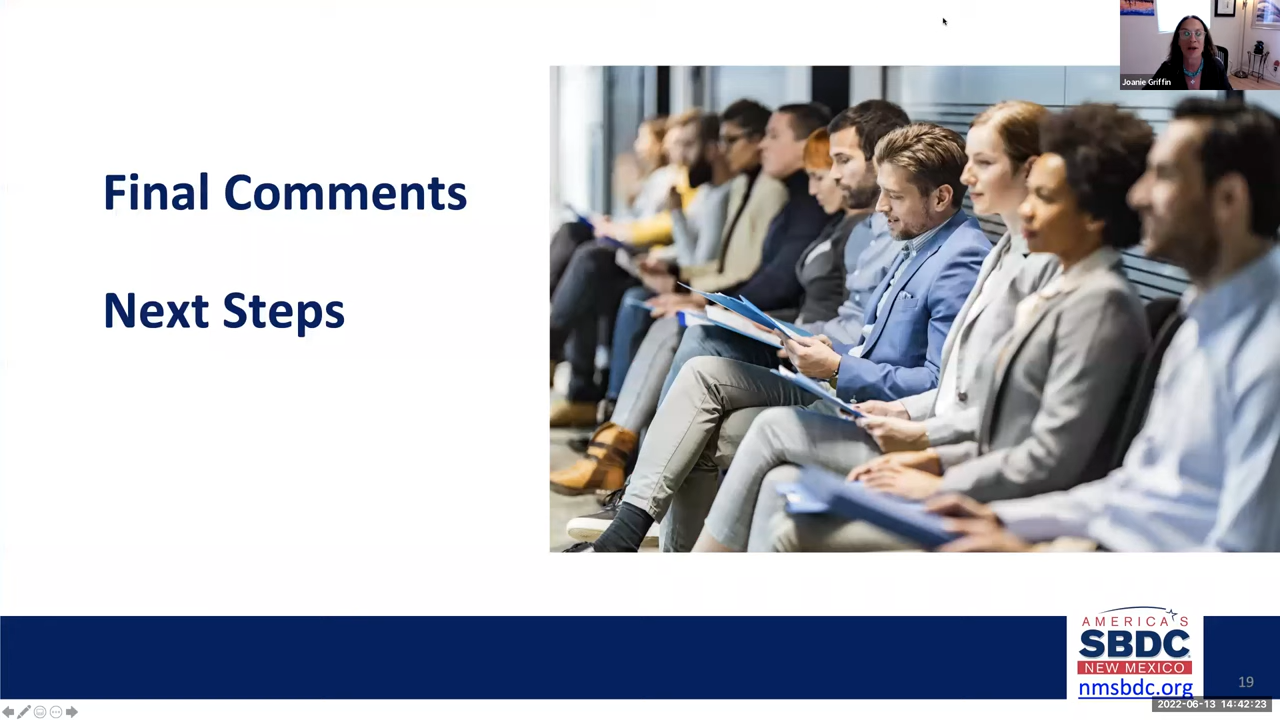 Joanie Griffin
Final Comments
Next Steps
AMERICA'S
SBDC
NEW MEXICO
nmsbdc.org
19
2022-06-13 14:42:23